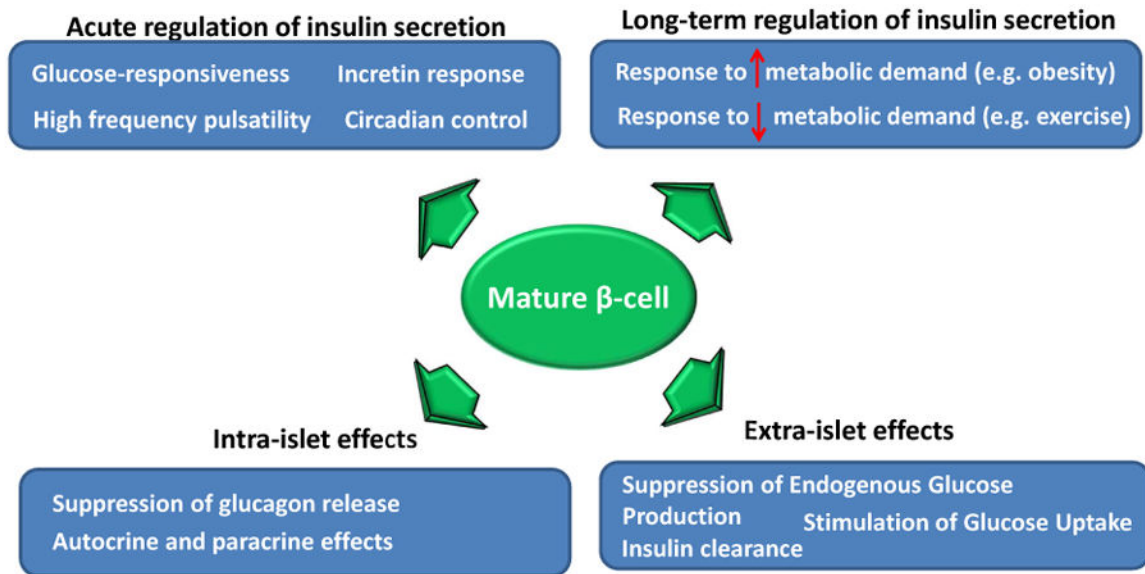 Acute regulation of insulin secretion
Glucose-responsiveness Incretin response
High frequency pulsatility Circadian control
Long-term regulation of insulin secretion
Response to ↑ metabolic demand (e.g. obesity)
Response to ↓ metabolic demand (e.g. exercise)
Mature β-cell
Intra-islet effects
Suppression of glucagon release
Autocrine and paracrine effects
Extra-islet effects
Suppression of Endogenous Glucose
Production Stimulation of Glucose Uptake
Insulin clearance